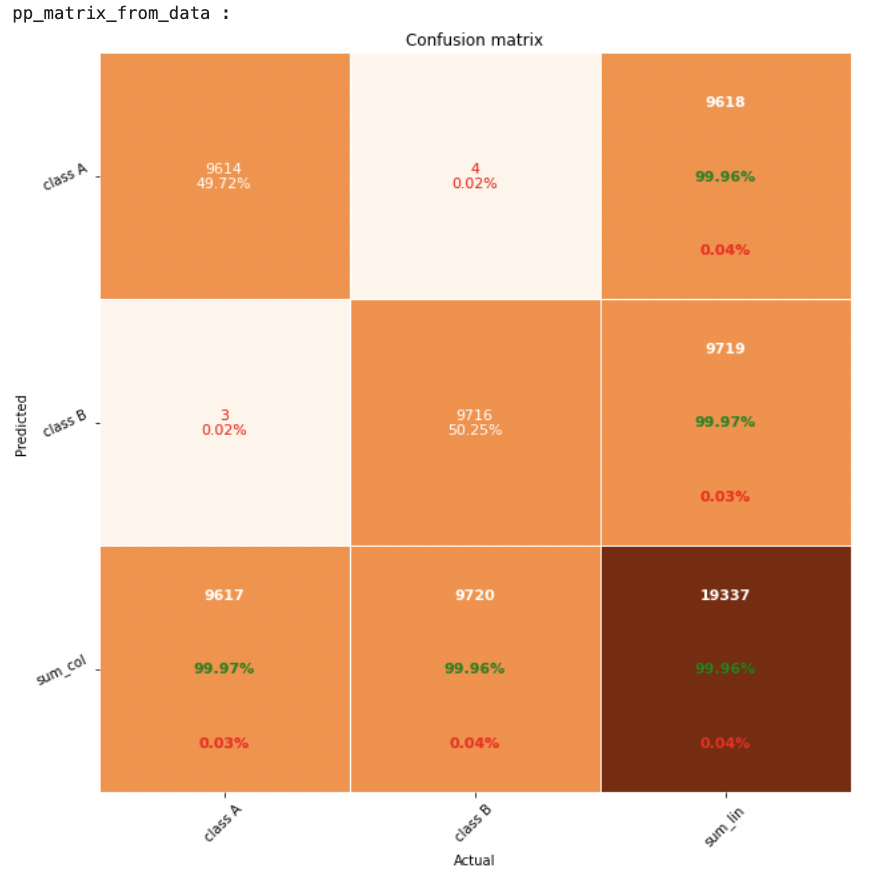 pp_matrix_from_data :
Confusion matrix
9618
class A
9614
49.72%
4
0.02%
99.96%
0.04%
9719
Predicted
class B
3
0.02%
9716
50.25%
99.97%
0.03%
9617
9720
19337
sum_col
99.97%
99.96%
99.96%
0.03%
0.04%
0.04%
class A
class B
sum_lin
Actual